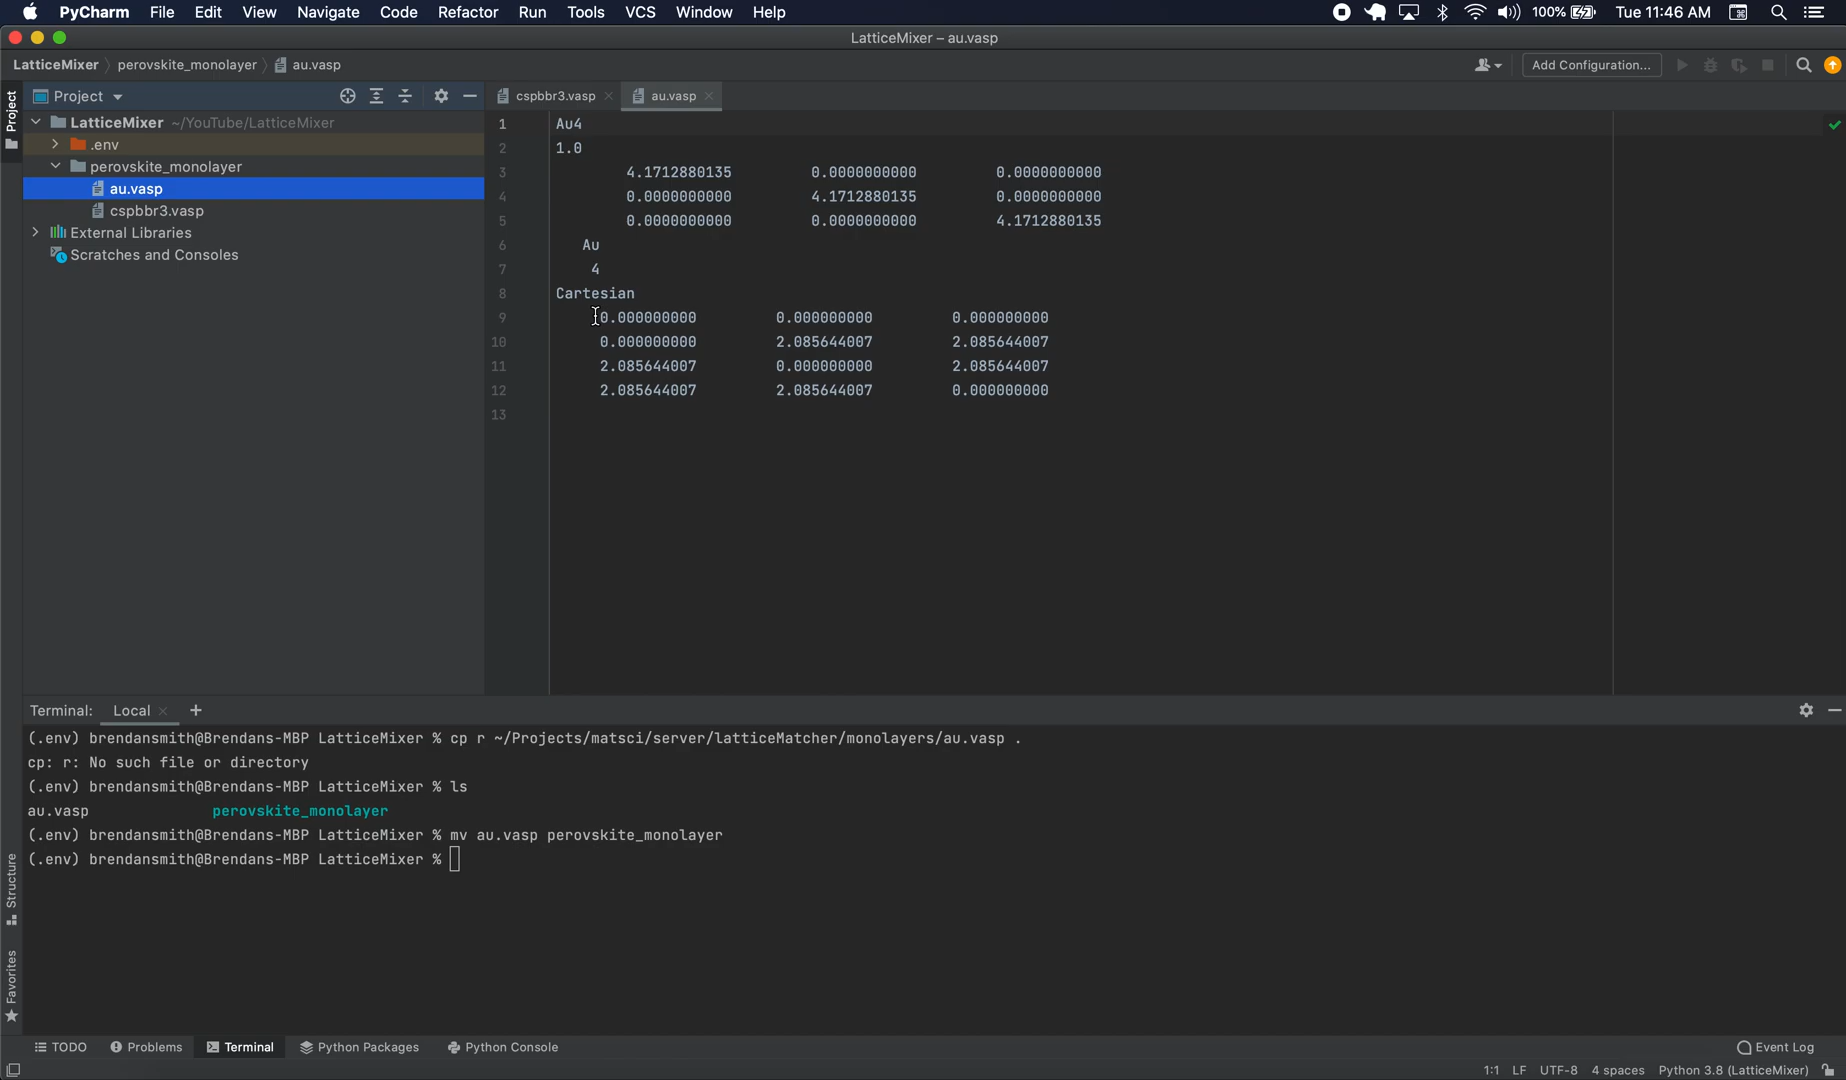 PyCharm File Edit View Navigate Code Refactor Run Tools VCS Window Help 100% Tue 11:46 AM
LatticeMixer – au.vasp
LatticeMixer perovskite_monolayer au.vasp Add Configuration...
Project
Project
cspbbr3.vasp au.vasp
LatticeMixer ~/YouTube/LatticeMixer
.env
perovskite_monolayer
au.vasp
cspbbr3.vasp
External Libraries
Scratches and Consoles
1 Au4
2 1.0
3 4.1712880135 0.0000000000 0.0000000000
4 0.0000000000 4.1712880135 0.0000000000
5 0.0000000000 0.0000000000 4.1712880135
6 Au
7 4
8 Cartesian
9 0.000000000 0.000000000 0.000000000
10 0.000000000 2.085644007 2.085644007
11 2.085644007 0.000000000 2.085644007
12 2.085644007 2.085644007 0.000000000
13
Terminal: Local
(.env) brendansmith@Brendans-MBP LatticeMixer % cp r ~/Projects/matsci/server/latticeMatcher/monolayers/au.vasp .
cp: r: No such file or directory
(.env) brendansmith@Brendans-MBP LatticeMixer % ls
au.vasp perovskite_monolayer
(.env) brendansmith@Brendans-MBP LatticeMixer % mv au.vasp perovskite_monolayer
(.env) brendansmith@Brendans-MBP LatticeMixer %
Structure
Favorites
TODO Problems Terminal Python Packages Python Console Event Log
1:1 LF UTF-8 4 spaces Python 3.8 (LatticeMixer)